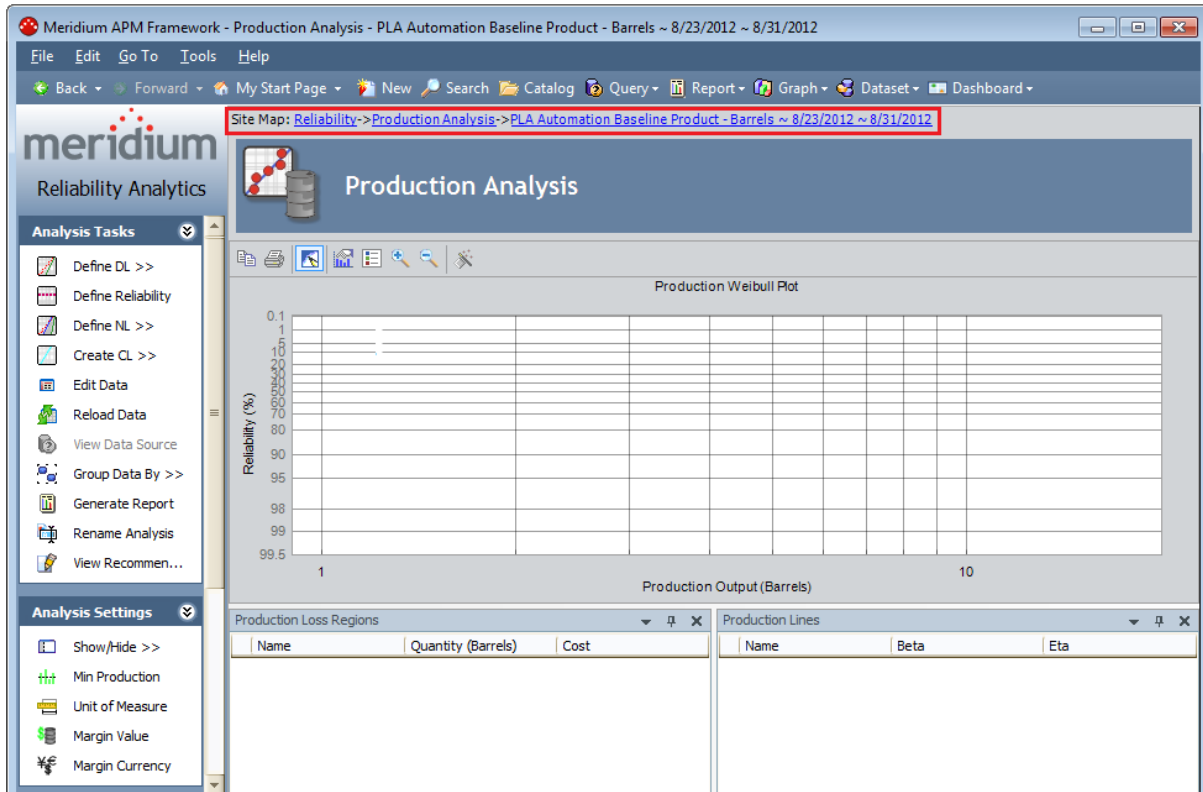 Meridium APM Framework - Production Analysis - PLA Automation Baseline Product - Barrels ~ 8/23/2012 ~ 8/31/2012
File Edit Go To Tools Help
Back Forward My Start Page New Search Catalog Query Report Graph Dataset Dashboard
Site Map: Reliability->Production Analysis->PLA Automation Baseline Product - Barrels ~ 8/23/2012 ~ 8/31/2012
meridium
Reliability Analytics
Production Analysis
Analysis Tasks
Define DL >>
Define Reliability
Define NL >>
Create CL >>
Edit Data
Reload Data
View Data Source
Group Data By >>
Generate Report
Rename Analysis
View Recommen...
Analysis Settings
Show/Hide >>
Min Production
Unit of Measure
Margin Value
Margin Currency
Production Weibull Plot
Reliability (%)
0.1
1
5
10
20
30
40
50
60
70
80
90
95
98
99
99.5
1 10
Production Output (Barrels)
Production Loss Regions
Name Quantity (Barrels) Cost
Production Lines
Name Beta Eta